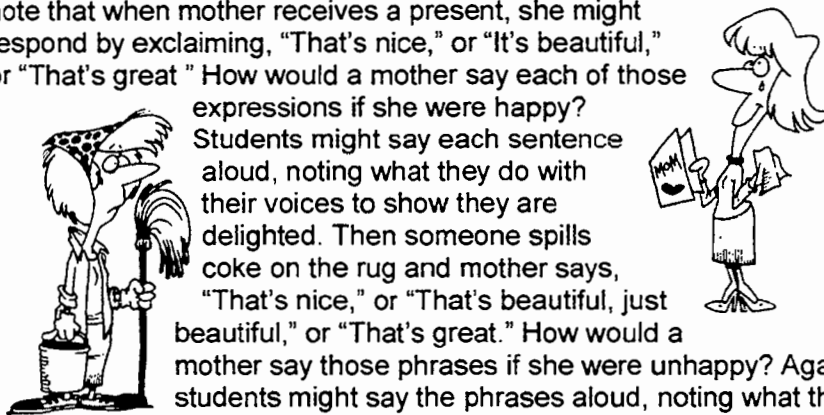 note that when mother receives a present, she might
respond by exclaiming, “That's nice,” or “It's beautiful,”
or “That's great ” How would a mother say each of those
expressions if she were happy?
Students might say each sentence
aloud, noting what they do with
their voices to show they are
delighted. Then someone spills
coke on the rug and mother says,
“That's nice,” or “That's beautiful, just
beautiful,” or “That's great.” How would a
mother say those phrases if she were unhappy? Aga
students might say the phrases aloud, noting what th
MOM